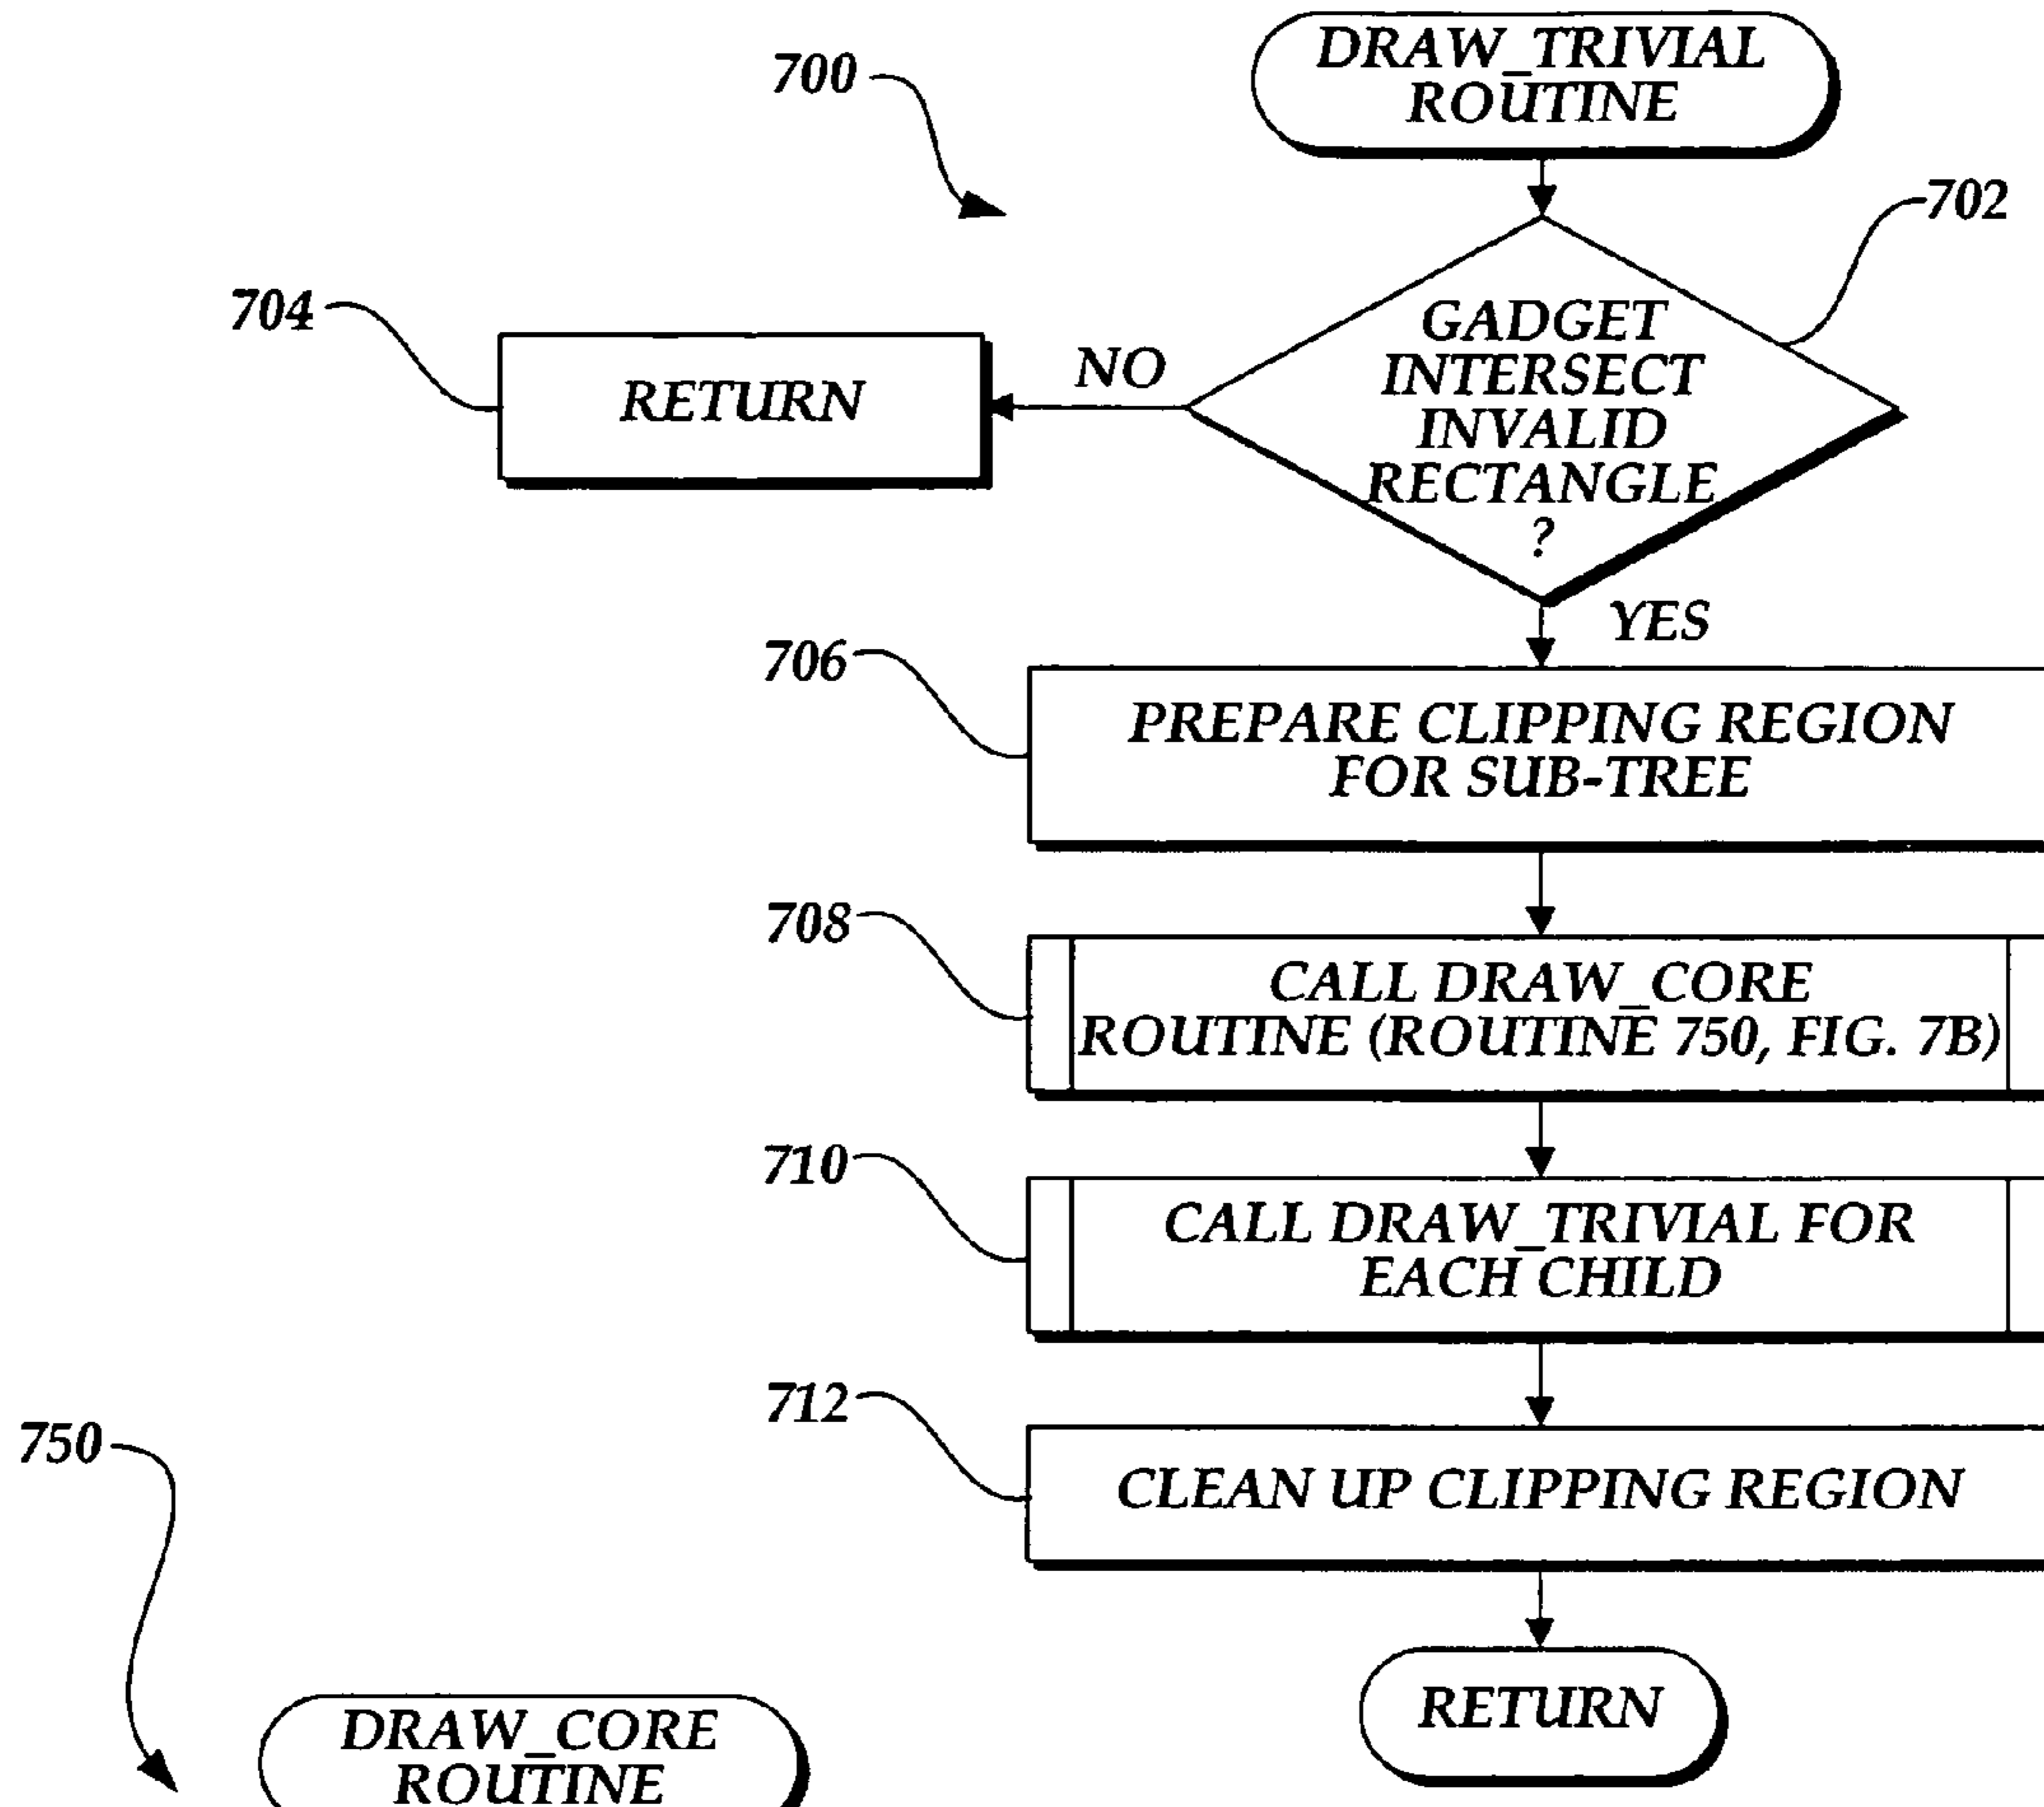 DRAW_TRIVIAL
ROUTINE
700
702
GADGET
INTERSECT
INVALID
RECTANGLE
?
NO
704
RETURN
YES
706
PREPARE CLIPPING REGION
FOR SUB-TREE
708
CALL DRAW_CORE
ROUTINE (ROUTINE 750, FIG. 7B)
710
CALL DRAW_TRIVIAL FOR
EACH CHILD
712
CLEAN UP CLIPPING REGION
RETURN
750
DRAW_CORE
ROUTINE